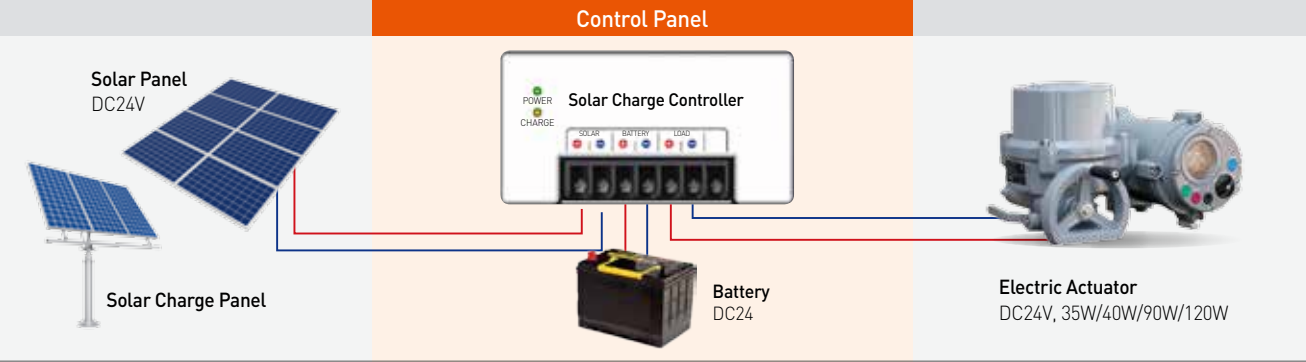 Control Panel
Solar Panel
DC24V
POWER
CHARGE
Solar Charge Controller
SOLAR
BATTERY
LOAD
Solar Charge Panel
Battery
DC24
Electric Actuator
DC24V, 35W/40W/90W/120W